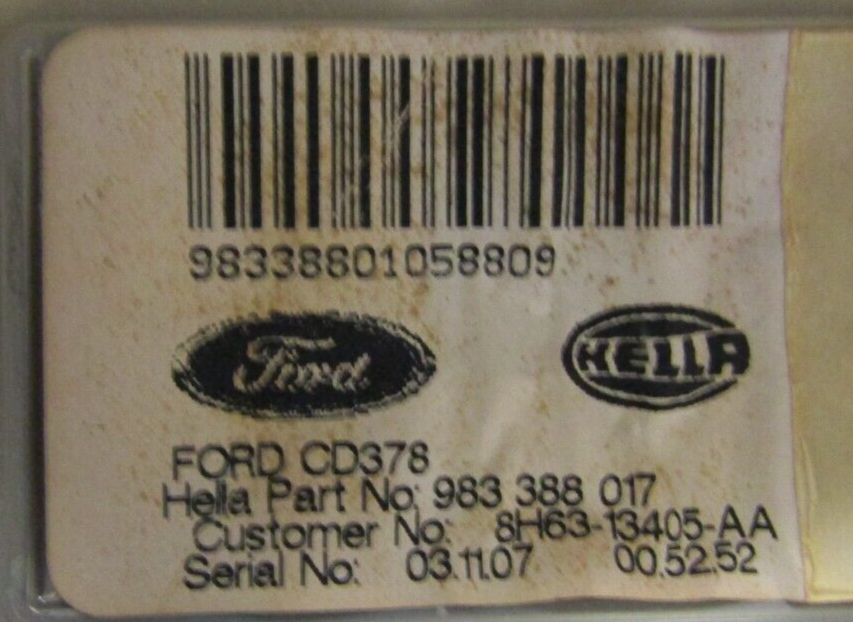 98338801058809
Ford
HELLA
FORD CD378
Hella Part No: 983 388 017
Customer No: 8H63-13405-AA
Serial No: 03.11.07 00.52.52